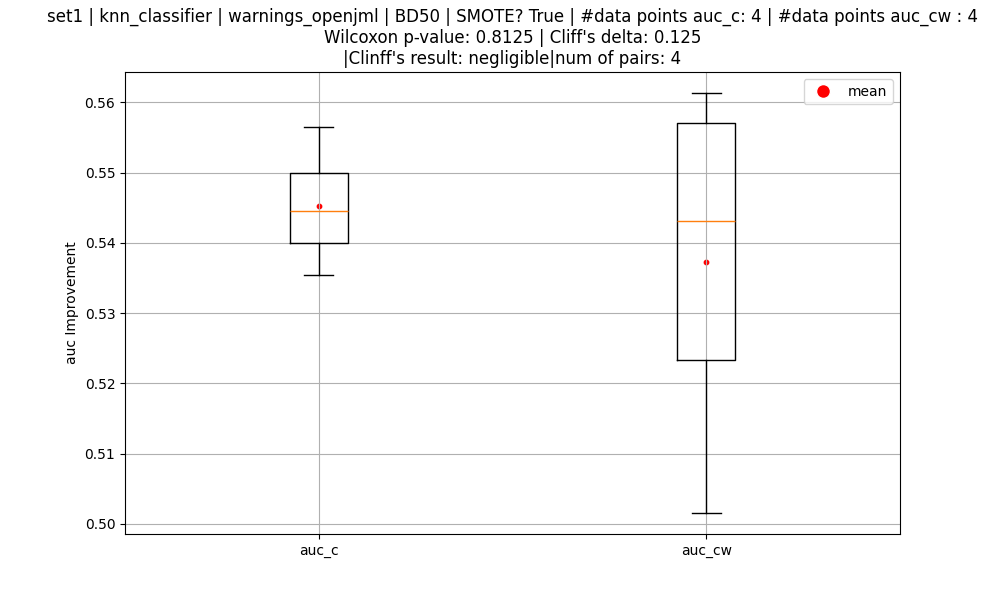 set1 | knn_classifier | warnings_openjml | BD50 | SMOTE? True | #data points auc_c: 4 | #data points auc_cw : 4
Wilcoxon p-value: 0.8125 | Cliff's delta: 0.125
|Clinff's result: negligible|num of pairs: 4
mean
auc Improvement
0.56
0.55
0.54
0.53
0.52
0.51
0.50
auc_c
auc_cw